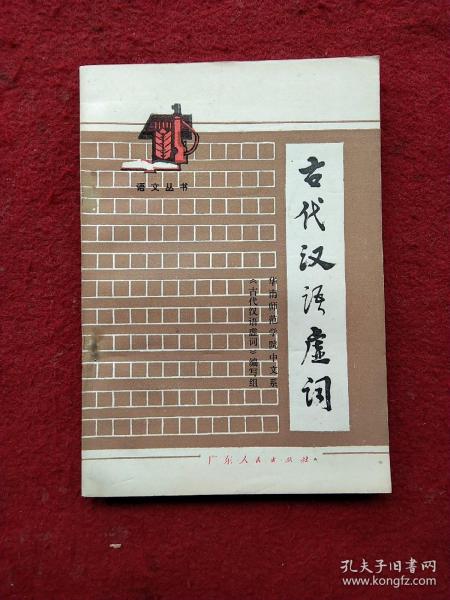 语文丛书
古代汉语虚词
华南师范学院中文系
《古代汉语虚词》编写组
广东人民出版社
孔夫子旧书网
www.kongfz.com